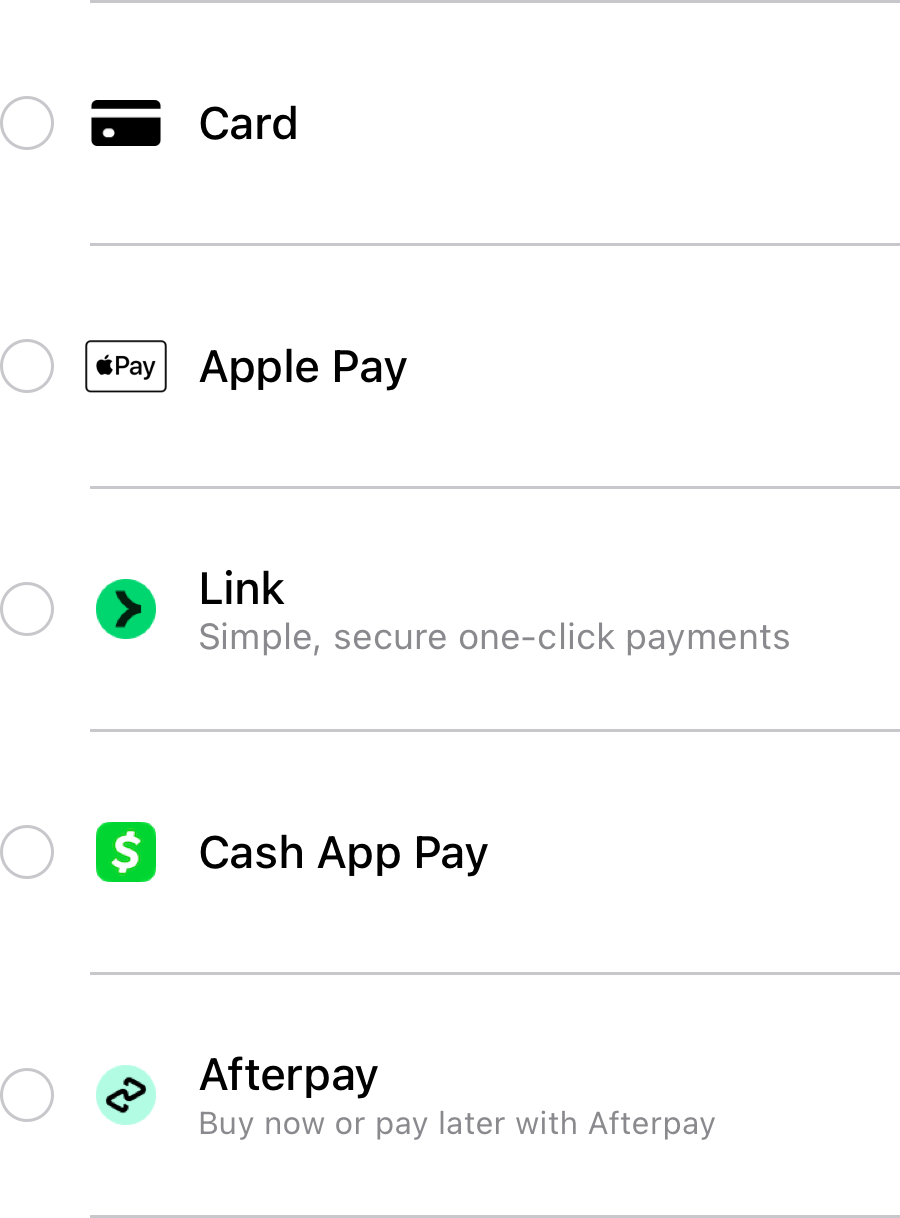 Card
Pay
Apple Pay
Link
Simple, secure one-click payments
$
Cash App Pay
Afterpay
Buy now or pay later with Afterpay